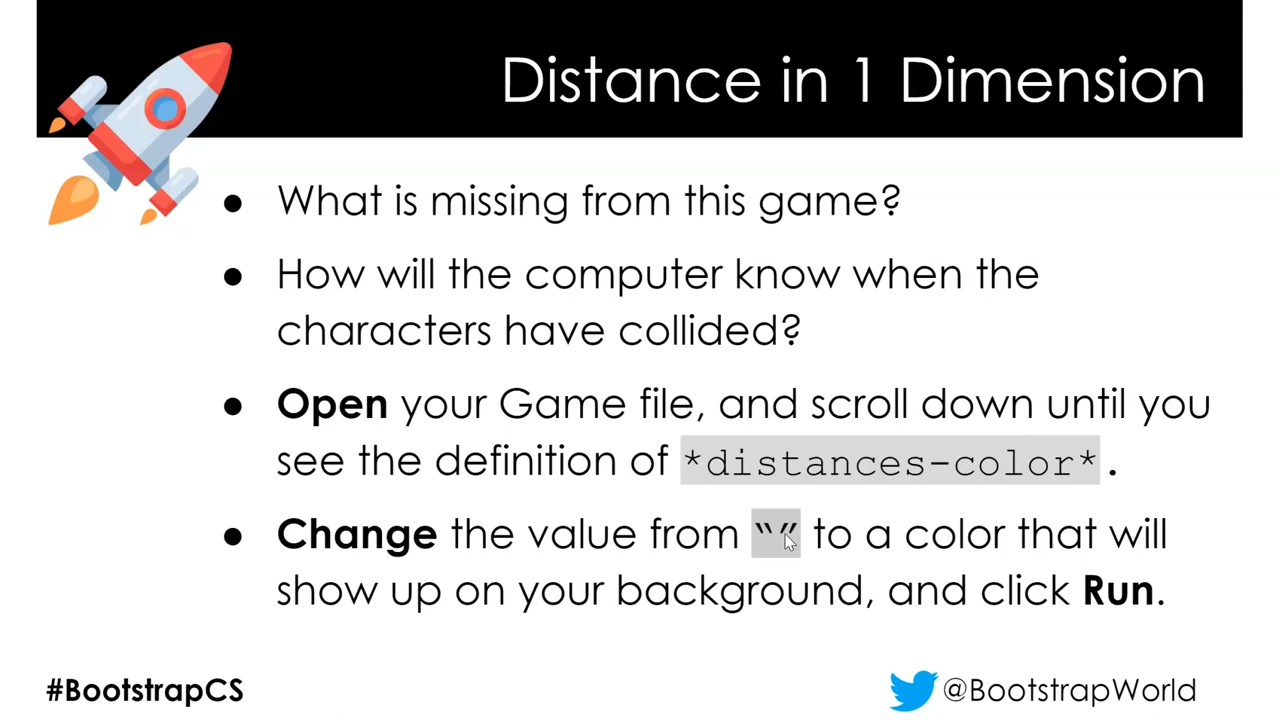 Distance in 1 Dimension
● What is missing from this game?
● How will the computer know when the
characters have collided?
● Open your Game file, and scroll down until you
see the definition of *distances-color*.
● Change the value from “” to a color that will
show up on your background, and click Run.
#BootstrapCS
@BootstrapWorld